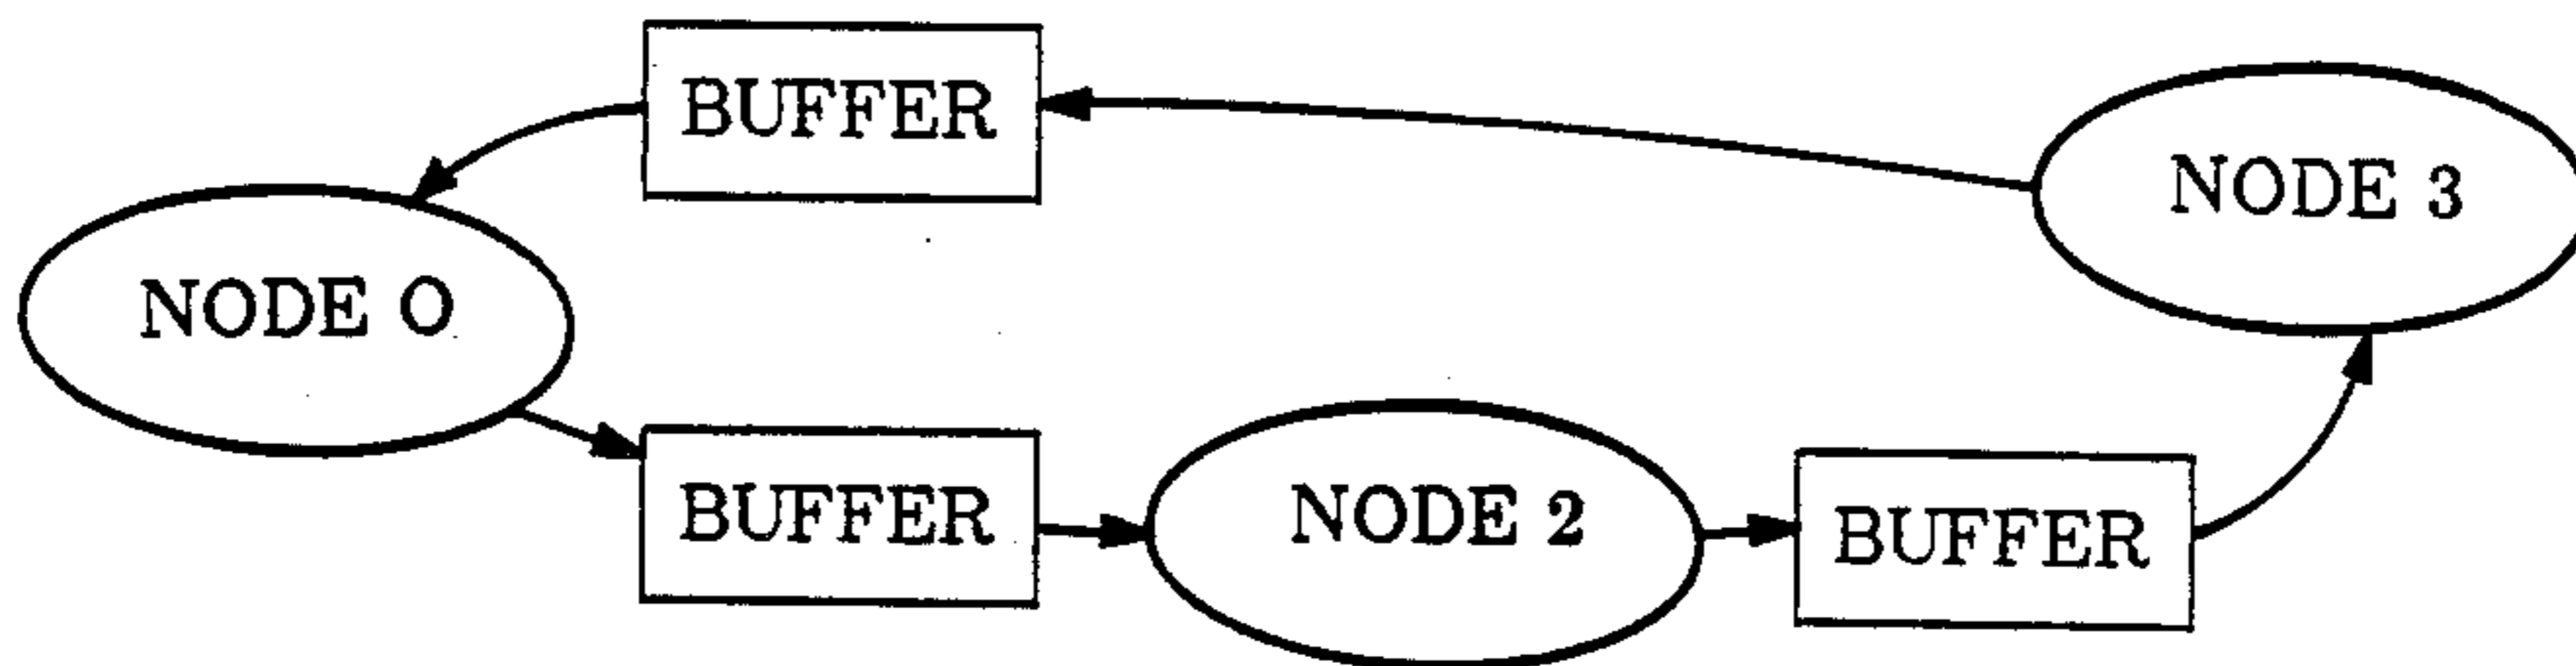 BUFFER
NODE 3
NODE O
BUFFER
NODE 2
BUFFER